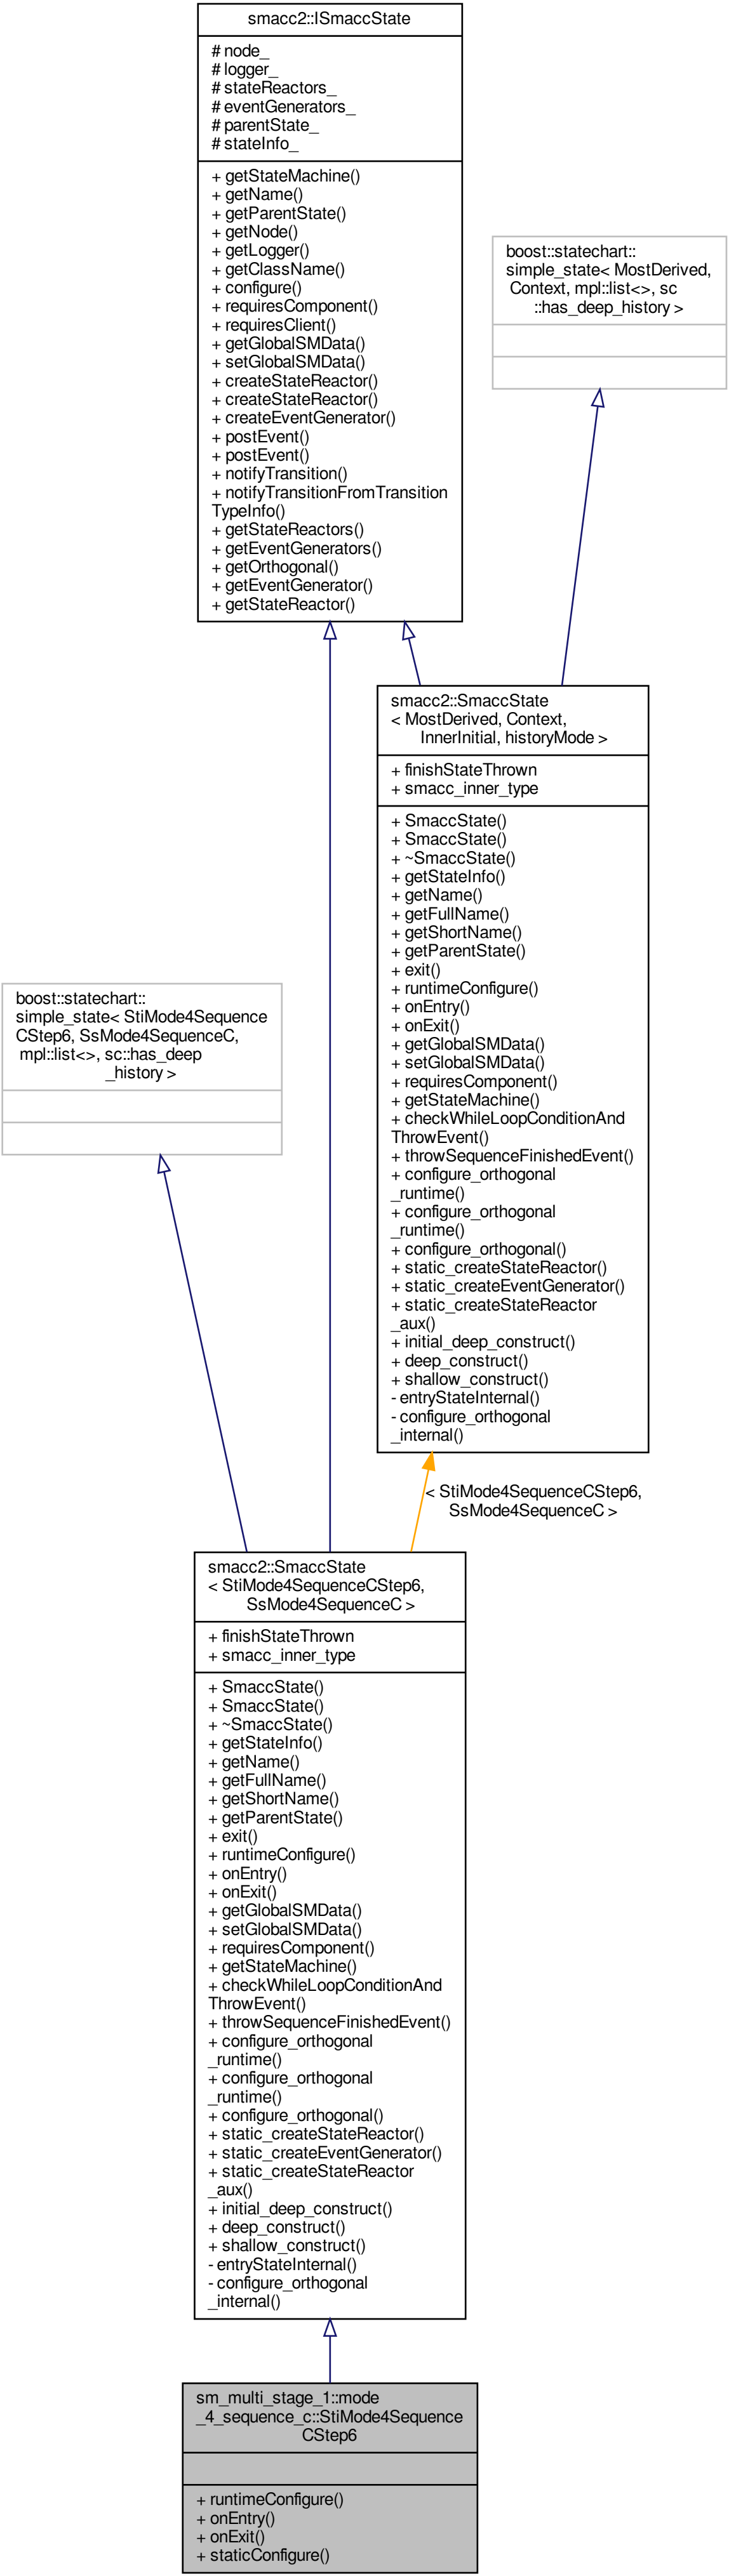 smacc2::ISmaccState
# node_
# logger_
# stateReactors_
# eventGenerators_
# parentState_
# stateInfo_
+ getStateMachine()
+ getName()
+ getParentState()
+ getNode()
+ getLogger()
+ getClassName()
+ configure()
+ requiresComponent()
+ requiresClient()
+ getGlobalSMData()
+ setGlobalSMData()
+ createStateReactor()
+ createStateReactor()
+ createEventGenerator()
+ postEvent()
+ postEvent()
+ notifyTransition()
+ notifyTransitionFromTransition
TypeInfo()
+ getStateReactors()
+ getEventGenerators()
+ getOrthogonal()
+ getEventGenerator()
+ getStateReactor()
boost::statechart::
simple_state< MostDerived,
Context, mpl::list<>, sc
::has_deep_history >
smacc2::SmaccState
< MostDerived, Context,
InnerInitial, historyMode >
+ finishStateThrown
+ smacc_inner_type
+ SmaccState()
+ SmaccState()
+ ~SmaccState()
+ getStateInfo()
+ getName()
+ getFullName()
+ getShortName()
+ getParentState()
+ exit()
+ runtimeConfigure()
+ onEntry()
+ onExit()
+ getGlobalSMData()
+ setGlobalSMData()
+ requiresComponent()
+ getStateMachine()
+ checkWhileLoopConditionAnd
ThrowEvent()
+ throwSequenceFinishedEvent()
+ configure_orthogonal
_runtime()
+ configure_orthogonal
_runtime()
+ configure_orthogonal()
+ static_createStateReactor()
+ static_createEventGenerator()
+ static_createStateReactor
_aux()
+ initial_deep_construct()
+ deep_construct()
+ shallow_construct()
- entryStateInternal()
- configure_orthogonal
_internal()
boost::statechart::
simple_state< StiMode4Sequence
CStep6, SsMode4SequenceC,
mpl::list<>, sc::has_deep
_history >
< StiMode4SequenceCStep6,
SsMode4SequenceC >
smacc2::SmaccState
< StiMode4SequenceCStep6,
SsMode4SequenceC >
+ finishStateThrown
+ smacc_inner_type
+ SmaccState()
+ SmaccState()
+ ~SmaccState()
+ getStateInfo()
+ getName()
+ getFullName()
+ getShortName()
+ getParentState()
+ exit()
+ runtimeConfigure()
+ onEntry()
+ onExit()
+ getGlobalSMData()
+ setGlobalSMData()
+ requiresComponent()
+ getStateMachine()
+ checkWhileLoopConditionAnd
ThrowEvent()
+ throwSequenceFinishedEvent()
+ configure_orthogonal
_runtime()
+ configure_orthogonal
_runtime()
+ configure_orthogonal()
+ static_createStateReactor()
+ static_createEventGenerator()
+ static_createStateReactor
_aux()
+ initial_deep_construct()
+ deep_construct()
+ shallow_construct()
- entryStateInternal()
- configure_orthogonal
_internal()
sm_multi_stage_1::mode
_4_sequence_c::StiMode4Sequence
CStep6
+ runtimeConfigure()
+ onEntry()
+ onExit()
+ staticConfigure()